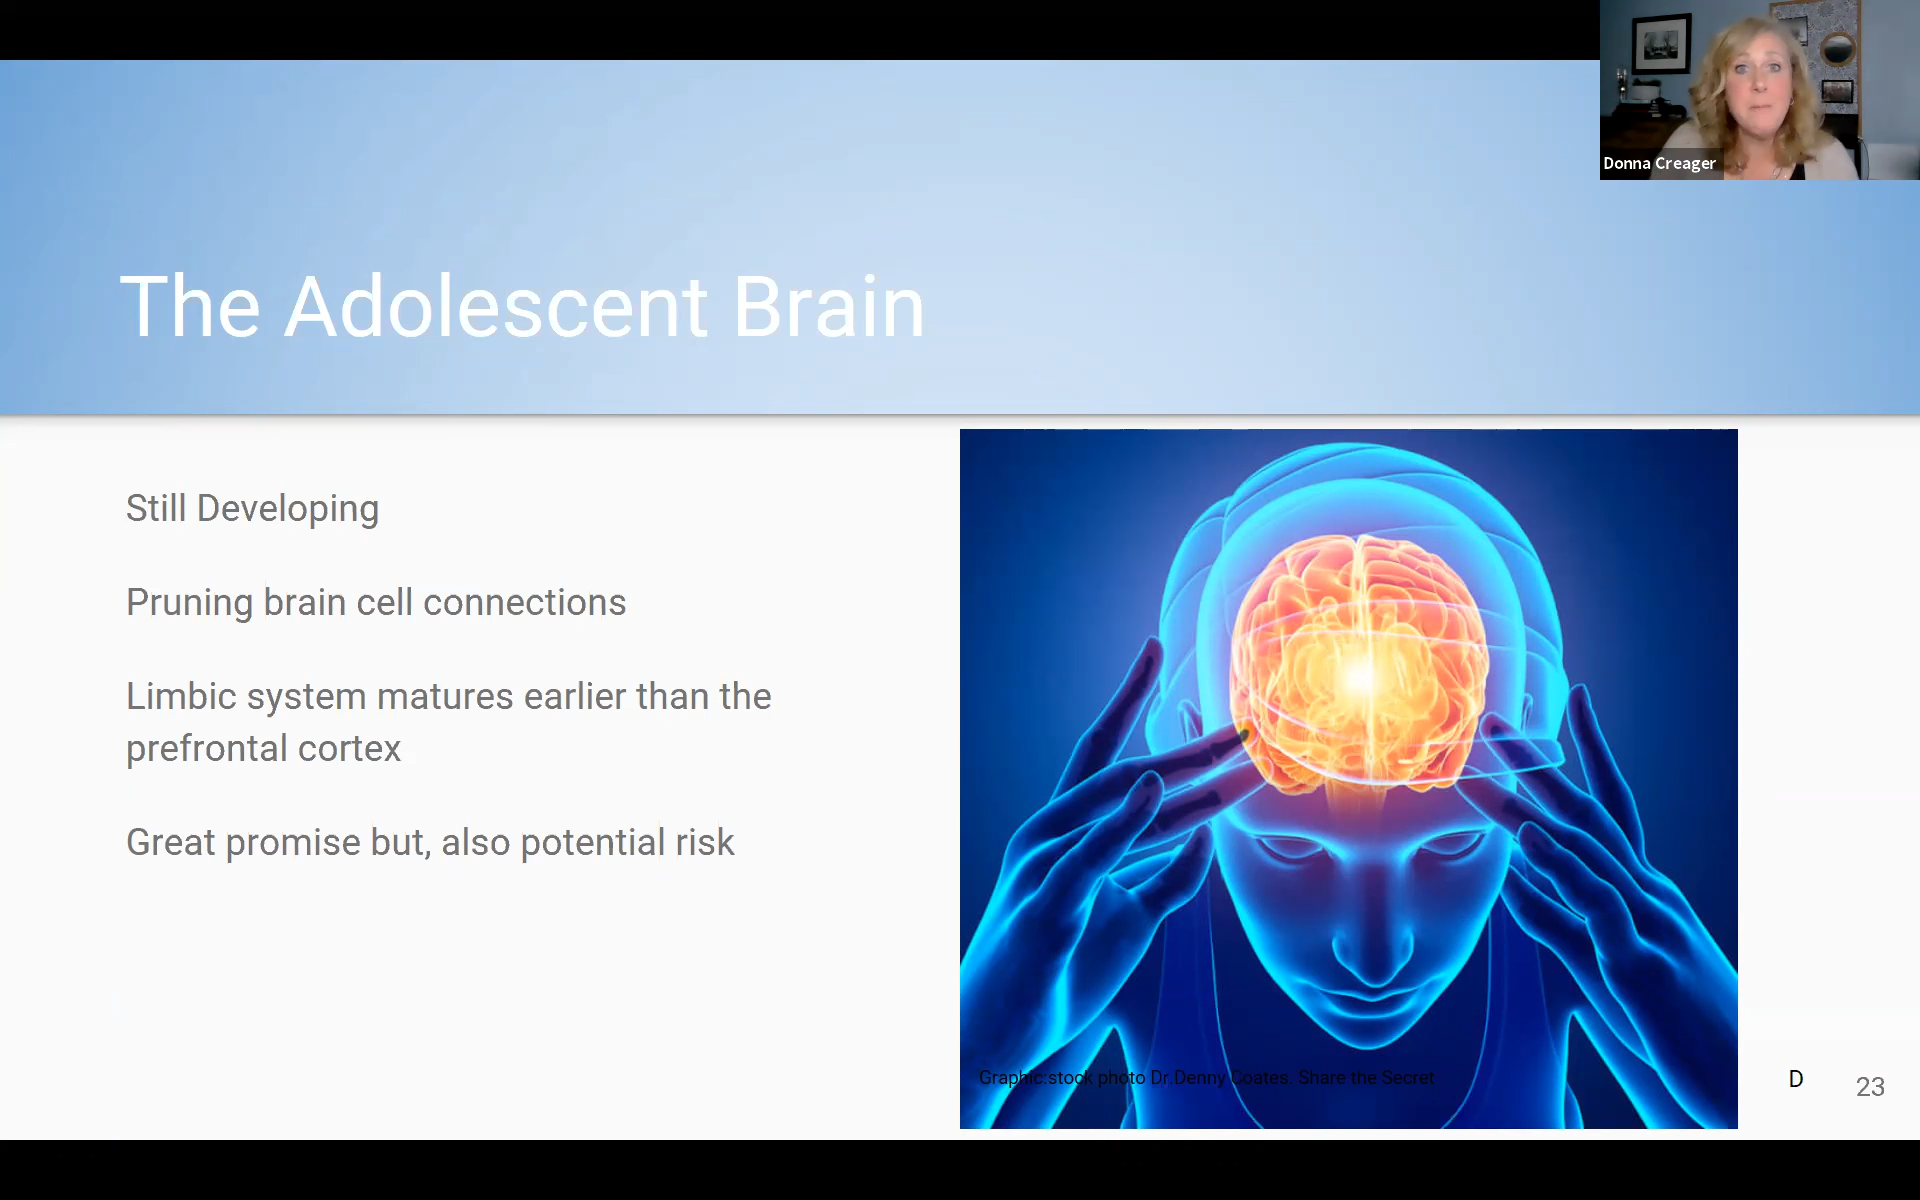 Donna Creager
The Adolescent Brain
Still Developing
Pruning brain cell connections
Limbic system matures earlier than the
prefrontal cortex
Great promise but, also potential risk
Graphic:stock photo Dr.Denny Coates. Share the Secret
D
23